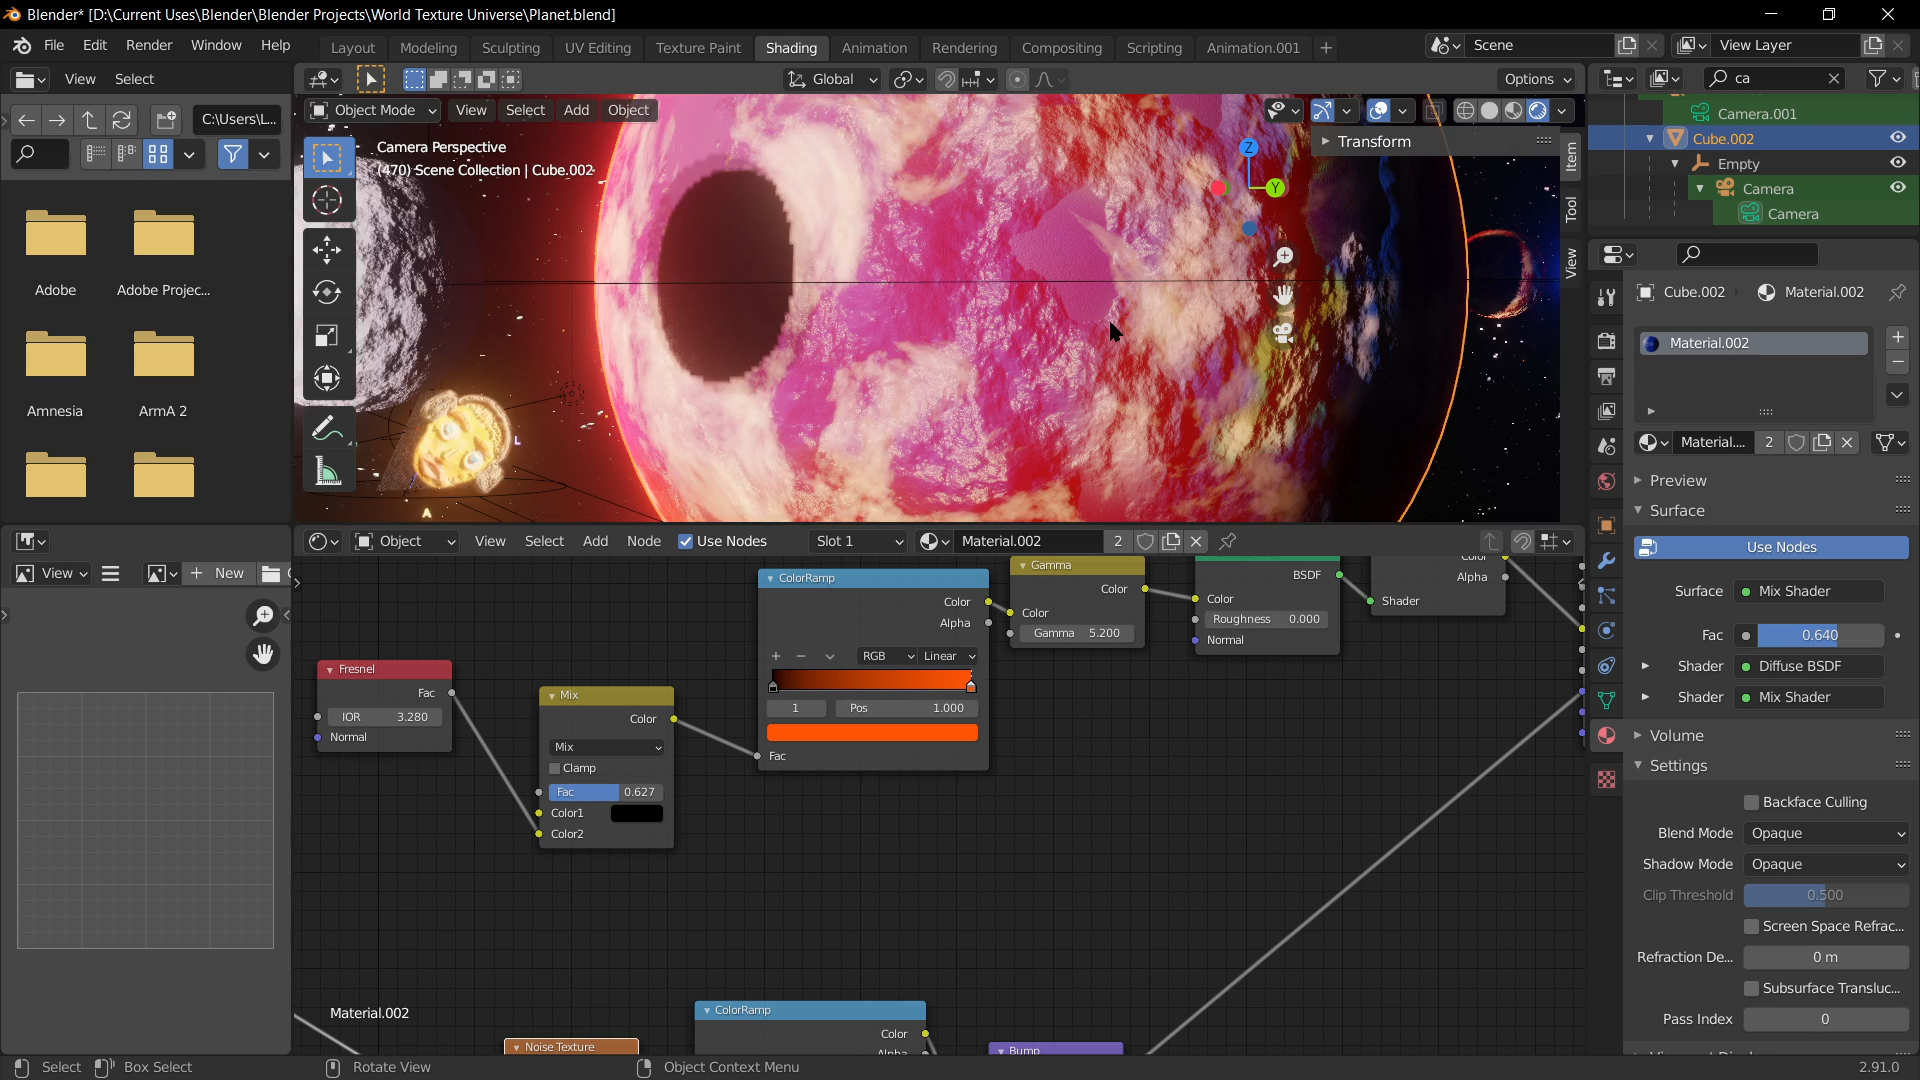 Blender* [D:\Current Uses\Blender\Blender Projects\World Texture Universe\Planet.blend]
File Edit Render Window Help
Layout Modeling Sculpting UV Editing Texture Paint Shading Animation Rendering Compositing Scripting Animation.001 +
Scene
View Layer
View Select
Global
Options
ca
C:\Users\L...
Object Mode View Select Add Object
Camera Perspective
(470) Scene Collection | Cube.002
Transform
Z
Y
Item
Tool
View
L
A
Adobe
Adobe Projec...
Amnesia
ArmA 2
Camera.001
Cube.002
Empty
Camera
Camera
Cube.002 Material.002
Material.002
Material.... 2
Preview
Surface
Use Nodes
Surface Mix Shader
Fac 0.640
Shader Diffuse BSDF
Shader Mix Shader
Volume
Settings
Backface Culling
Blend Mode Opaque
Shadow Mode Opaque
Clip Threshold 0.500
Screen Space Refrac...
Refraction De... 0 m
Subsurface Transluc...
Pass Index 0
View
New
Object View Select Add Node Use Nodes Slot 1 Material.002 2
Fresnel
Fac
IOR 3.280
Normal
Mix
Color
Mix
Clamp
Fac 0.627
Color1
Color2
ColorRamp
Color
Alpha
RGB Linear
1 Pos 1.000
Fac
Gamma
Color
Color
Gamma 5.200
BSDF
Color
Roughness 0.000
Normal
Color
Alpha
Shader
Material.002
Noise Texture
ColorRamp
Color
Alpha
Bump
Select Box Select Rotate View Object Context Menu 2.91.0